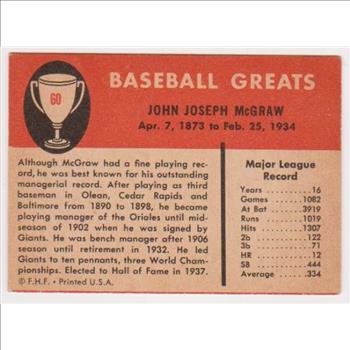 60
BASEBALL GREATS
JOHN JOSEPH McGRAW
Apr. 7, 1873 to Feb. 25, 1934
Although McGraw had a fine playing rec-
ord, he was best known for his outstanding
managerial record. After playing as third
baseman in Olean, Cedar Rapids and
Baltimore from 1890 to 1898, he became
playing manager of the Orioles until mid-
season of 1902 when he was signed by
Giants. He was bench manager after 1906
season until retirement in 1932. He led
Giants to ten pennants, three World Cham-
pionships. Elected to Hall of Fame in 1937.
© F.H.F. • Printed U.S.A.
Major League
Record
Years 16
Games 1082
At Bat 3919
Runs 1019
Hits 1307
2b 122
3b 71
HR 12
SB 444
Average .334